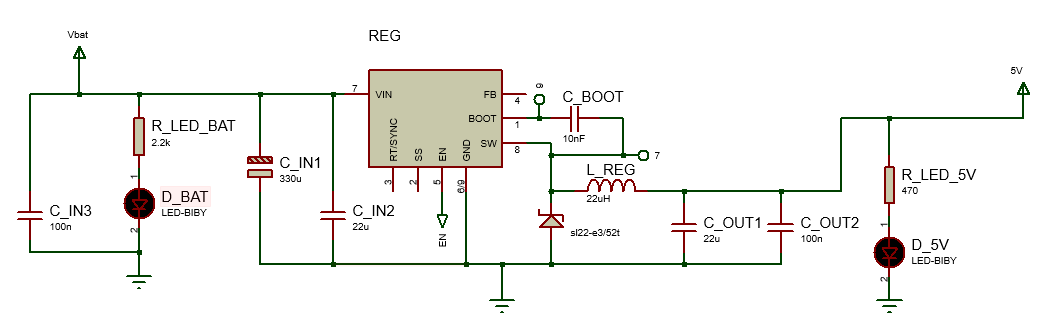 Vbat
REG
5V
7
VIN
FB
4
9
C_BOOT
10nF
BOOT
1
SW
8
7
RT/SYNC
SS
EN
GND
3
2
5
6/9
EN
R_LED_BAT
2.2k
1
D_BAT
LED-BIBY
2
C_IN3
100n
C_IN1
330u
C_IN2
22u
L_REG
22uH
sl22-e3/52t
C_OUT1
22u
C_OUT2
100n
R_LED_5V
470
1
D_5V
LED-BIBY
2